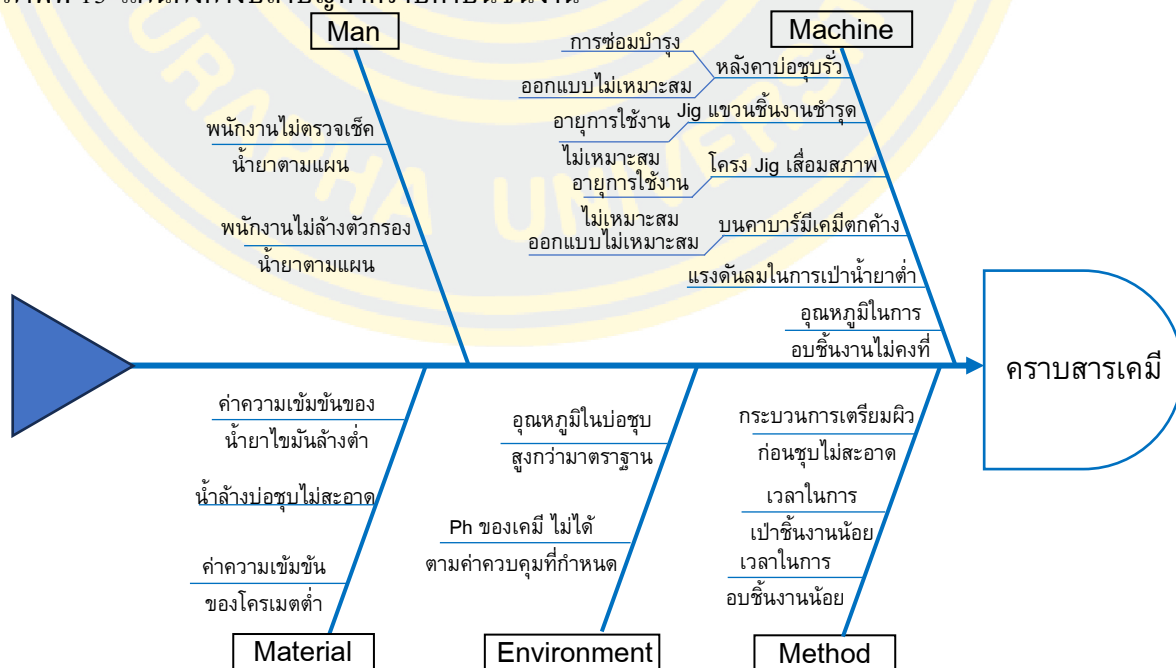 Man
Machine
พนักงานไม่ตรวจเช็ค
น้ำยาตามแผน
พนักงานไม่ล้างตัวกรอง
น้ำยาตามแผน
การซ่อมบำรุง
หลังคาบ่อชุบรั่ว
ออกแบบไม่เหมาะสม
Jig แขวนชิ้นงานชำรุด
อายุการใช้งาน
ไม่เหมาะสม
โครง Jig เสื่อมสภาพ
อายุการใช้งาน
ไม่เหมาะสม
บนคาบาร์มีเคมีตกค้าง
ออกแบบไม่เหมาะสม
แรงดันลมในการเป่าน้ำยาต่ำ
อุณหภูมิในการ
อบชิ้นงานไม่คงที่
คราบสารเคมี
ค่าความเข้มขันของ
น้ำยาไขมันล้างต่ำ
น้ำล้างบ่อชุบไม่สะอาด
ค่าความเข้มขัน
ของโครเมตต่ำ
อุณหภูมิในบ่อชุบ
สูงกว่ามาตราฐาน
Ph ของเคมี ไม่ได้
ตามค่าควบคุมที่กำหนด
กระบวนการเตรียมผิว
ก่อนชุบไม่สะอาด
เวลาในการ
เป่าชิ้นงานน้อย
เวลาในการ
อบชิ้นงานน้อย
Material
Environment
Method
URAPHA UNIVERSI